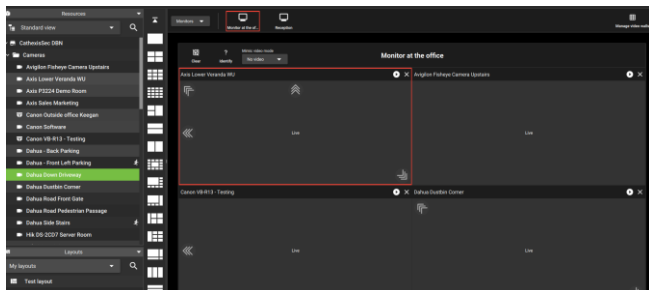 Resources
Standard view
CathexisSec DBN
Cameras
Avigilon Fisheye Camera Upstairs
Axis Lower Veranda WU
Axis P3224 Demo Room
Axis Sales Marketing
Canon Outside office Keegan
Canon Software
Canon VB-R13 - Testing
Dahua - Back Parking
Dahua - Front Left Parking
Dahua Down Driveway
Dahua Dustbin Corner
Dahua Road Front Gate
Dahua Road Pedestrian Passage
Dahua Side Stairs
Hik DS-2CD7 Server Room
Layouts
My layouts
Test layout
Monitors
Monitor at the of...
Reception
Manage video walls
Clear
?
Identify
Mimic video mode
No video
Monitor at the office
Axis Lower Veranda WU
Avigilon Fisheye Camera Upstairs
Live
Live
Canon VB-R13 - Testing
Dahua Dustbin Corner
Live
Live